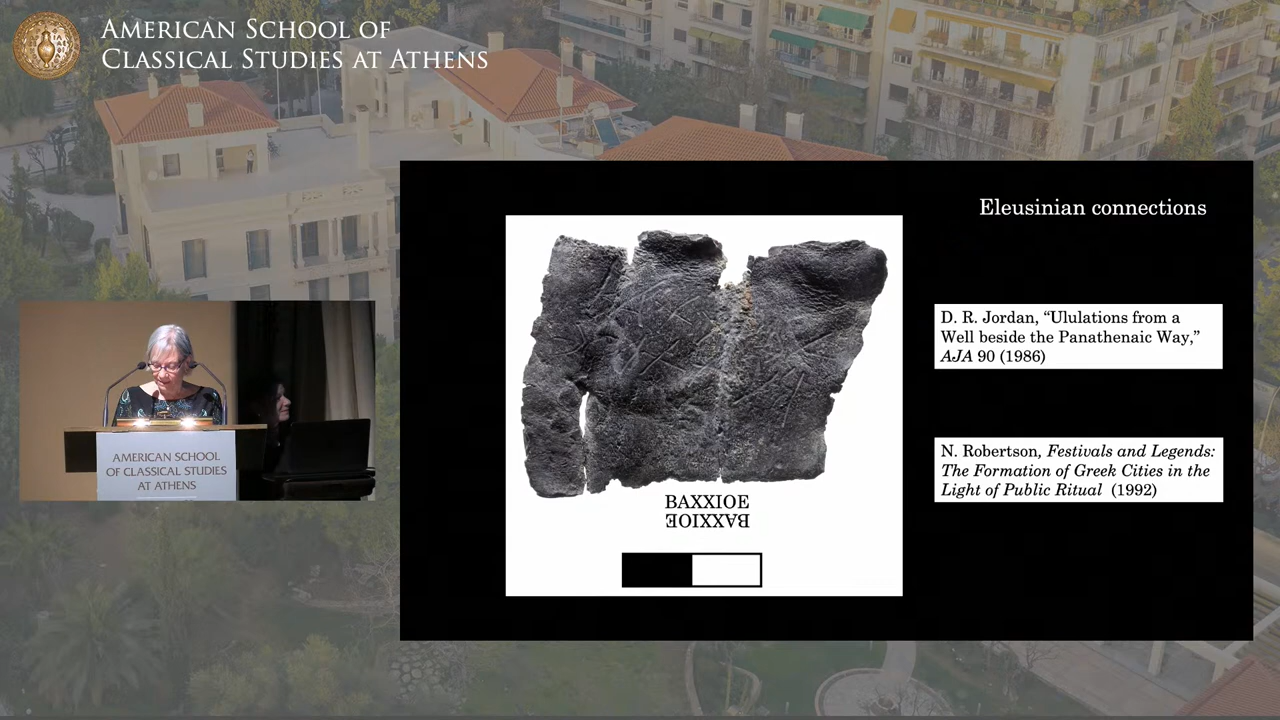 AMERICAN SCHOOL OF
CLASSICAL STUDIES AT ATHENS
Eleusinian connections
D. R. Jordan, “Ululations from a
Well beside the Panathenaic Way,”
AJA 90 (1986)
N. Robertson, Festivals and Legends:
The Formation of Greek Cities in the
Light of Public Ritual (1992)
BAXXIOE
BAXXIOE
AMERICAN SCHOOL
OF CLASSICAL STUDIES
AT ATHENS